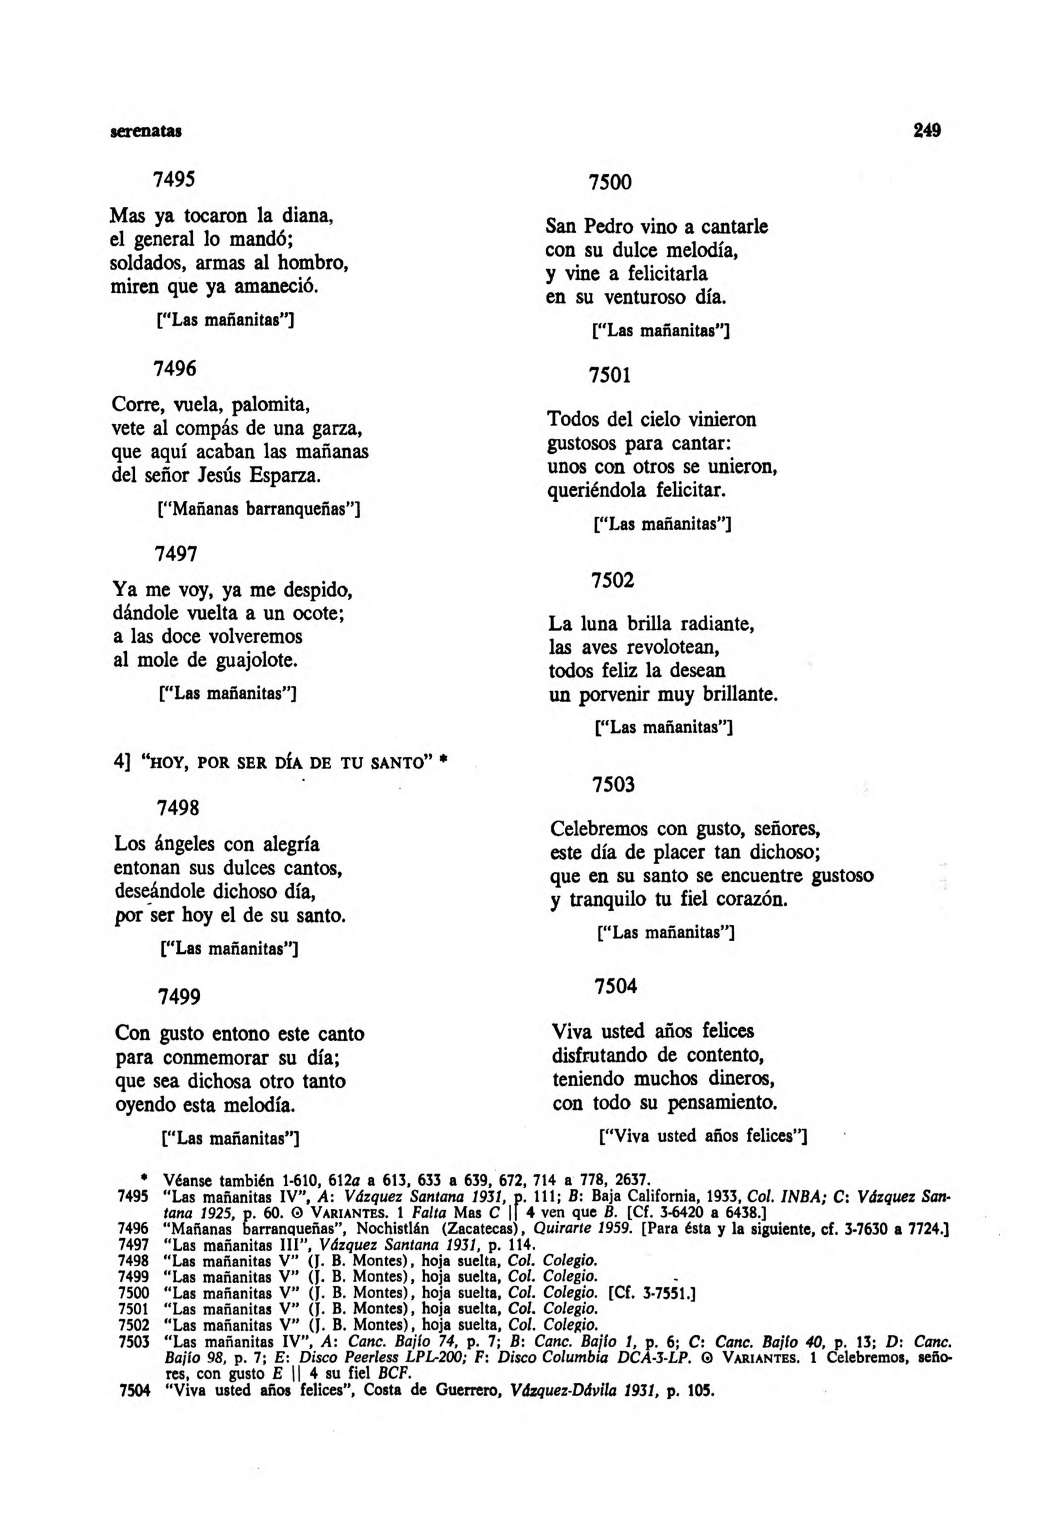 serenatas 249
7495
Mas ya tocaron la diana,
el general lo mandó;
soldados, armas al hombro,
miren que ya amaneció.
["Las mañanitas"]
7496
Corre, vuela, palomita,
vete al compás de una garza,
que aquí acaban las mañanas
del señor Jesús Esparza.
["Mañanas barranqueñas"]
7497
Ya me voy, ya me despido,
dándole vuelta a un ocote;
a las doce volveremos
al mole de guajolote.
["Las mañanitas"]
4] "HOY, POR SER DÍA DE TU SANTO" *
7498
Los ángeles con alegría
entonan sus dulces cantos,
deseándole dichoso día,
por ser hoy el de su santo.
["Las mañanitas"]
7499
Con gusto entono este canto
para conmemorar su día;
que sea dichosa otro tanto
oyendo esta melodía.
["Las mañanitas"]
7500
San Pedro vino a cantarle
con su dulce melodía,
y vine a felicitarla
en su venturoso día.
["Las mañanitas"]
7501
Todos del cielo vinieron
gustosos para cantar:
unos con otros se unieron,
queriéndola felicitar.
["Las mañanitas"]
7502
La luna brilla radiante,
las aves revolotean,
todos feliz la desean
un porvenir muy brillante.
["Las mañanitas"]
7503
Celebremos con gusto, señores,
este día de placer tan dichoso;
que en su santo se encuentre gustoso
y tranquilo tu fiel corazón.
["Las mañanitas"]
7504
Viva usted años felices
disfrutando de contento,
teniendo muchos dineros,
con todo su pensamiento.
["Viva usted años felices"]
* Véanse también 1-610, 612a a 613, 633 a 639, 672, 714 a 778, 2637.
7495 "Las mañanitas IV", A: Vázquez Santana 1931, p. 111; B: Baja California, 1933, Col. INBA; C: Vázquez San-
tana 1925, p. 60. ⊙ VARIANTES. 1 Falta Mas C || 4 ven que B. [Cf. 3-6420 a 6438.]
7496 "Mañanas barranqueñas", Nochistlán (Zacatecas), Quirarte 1959. [Para ésta y la siguiente, cf. 3-7630 a 7724.]
7497 "Las mañanitas III", Vázquez Santana 1931, p. 114.
7498 "Las mañanitas V" (J. B. Montes), hoja suelta, Col. Colegio.
7499 "Las mañanitas V" (J. B. Montes), hoja suelta, Col. Colegio.
7500 "Las mañanitas V" (J. B. Montes), hoja suelta, Col. Colegio. [Cf. 3-7551.]
7501 "Las mañanitas V" (J. B. Montes), hoja suelta, Col. Colegio.
7502 "Las mañanitas V" (J. B. Montes), hoja suelta, Col. Colegio.
7503 "Las mañanitas IV", A: Canc. Bajío 74, p. 7; B: Canc. Bajío 1, p. 6; C: Canc. Bajío 40, p. 13; D: Canc.
Bajío 98, p. 7; E: Disco Peerless LPL-200; F: Disco Columbia DCA-3-LP. ⊙ VARIANTES. 1 Celebremos, seño-
res, con gusto E || 4 su fiel BCF.
7504 "Viva usted años felices", Costa de Guerrero, Vázquez-Dávila 1931, p. 105.